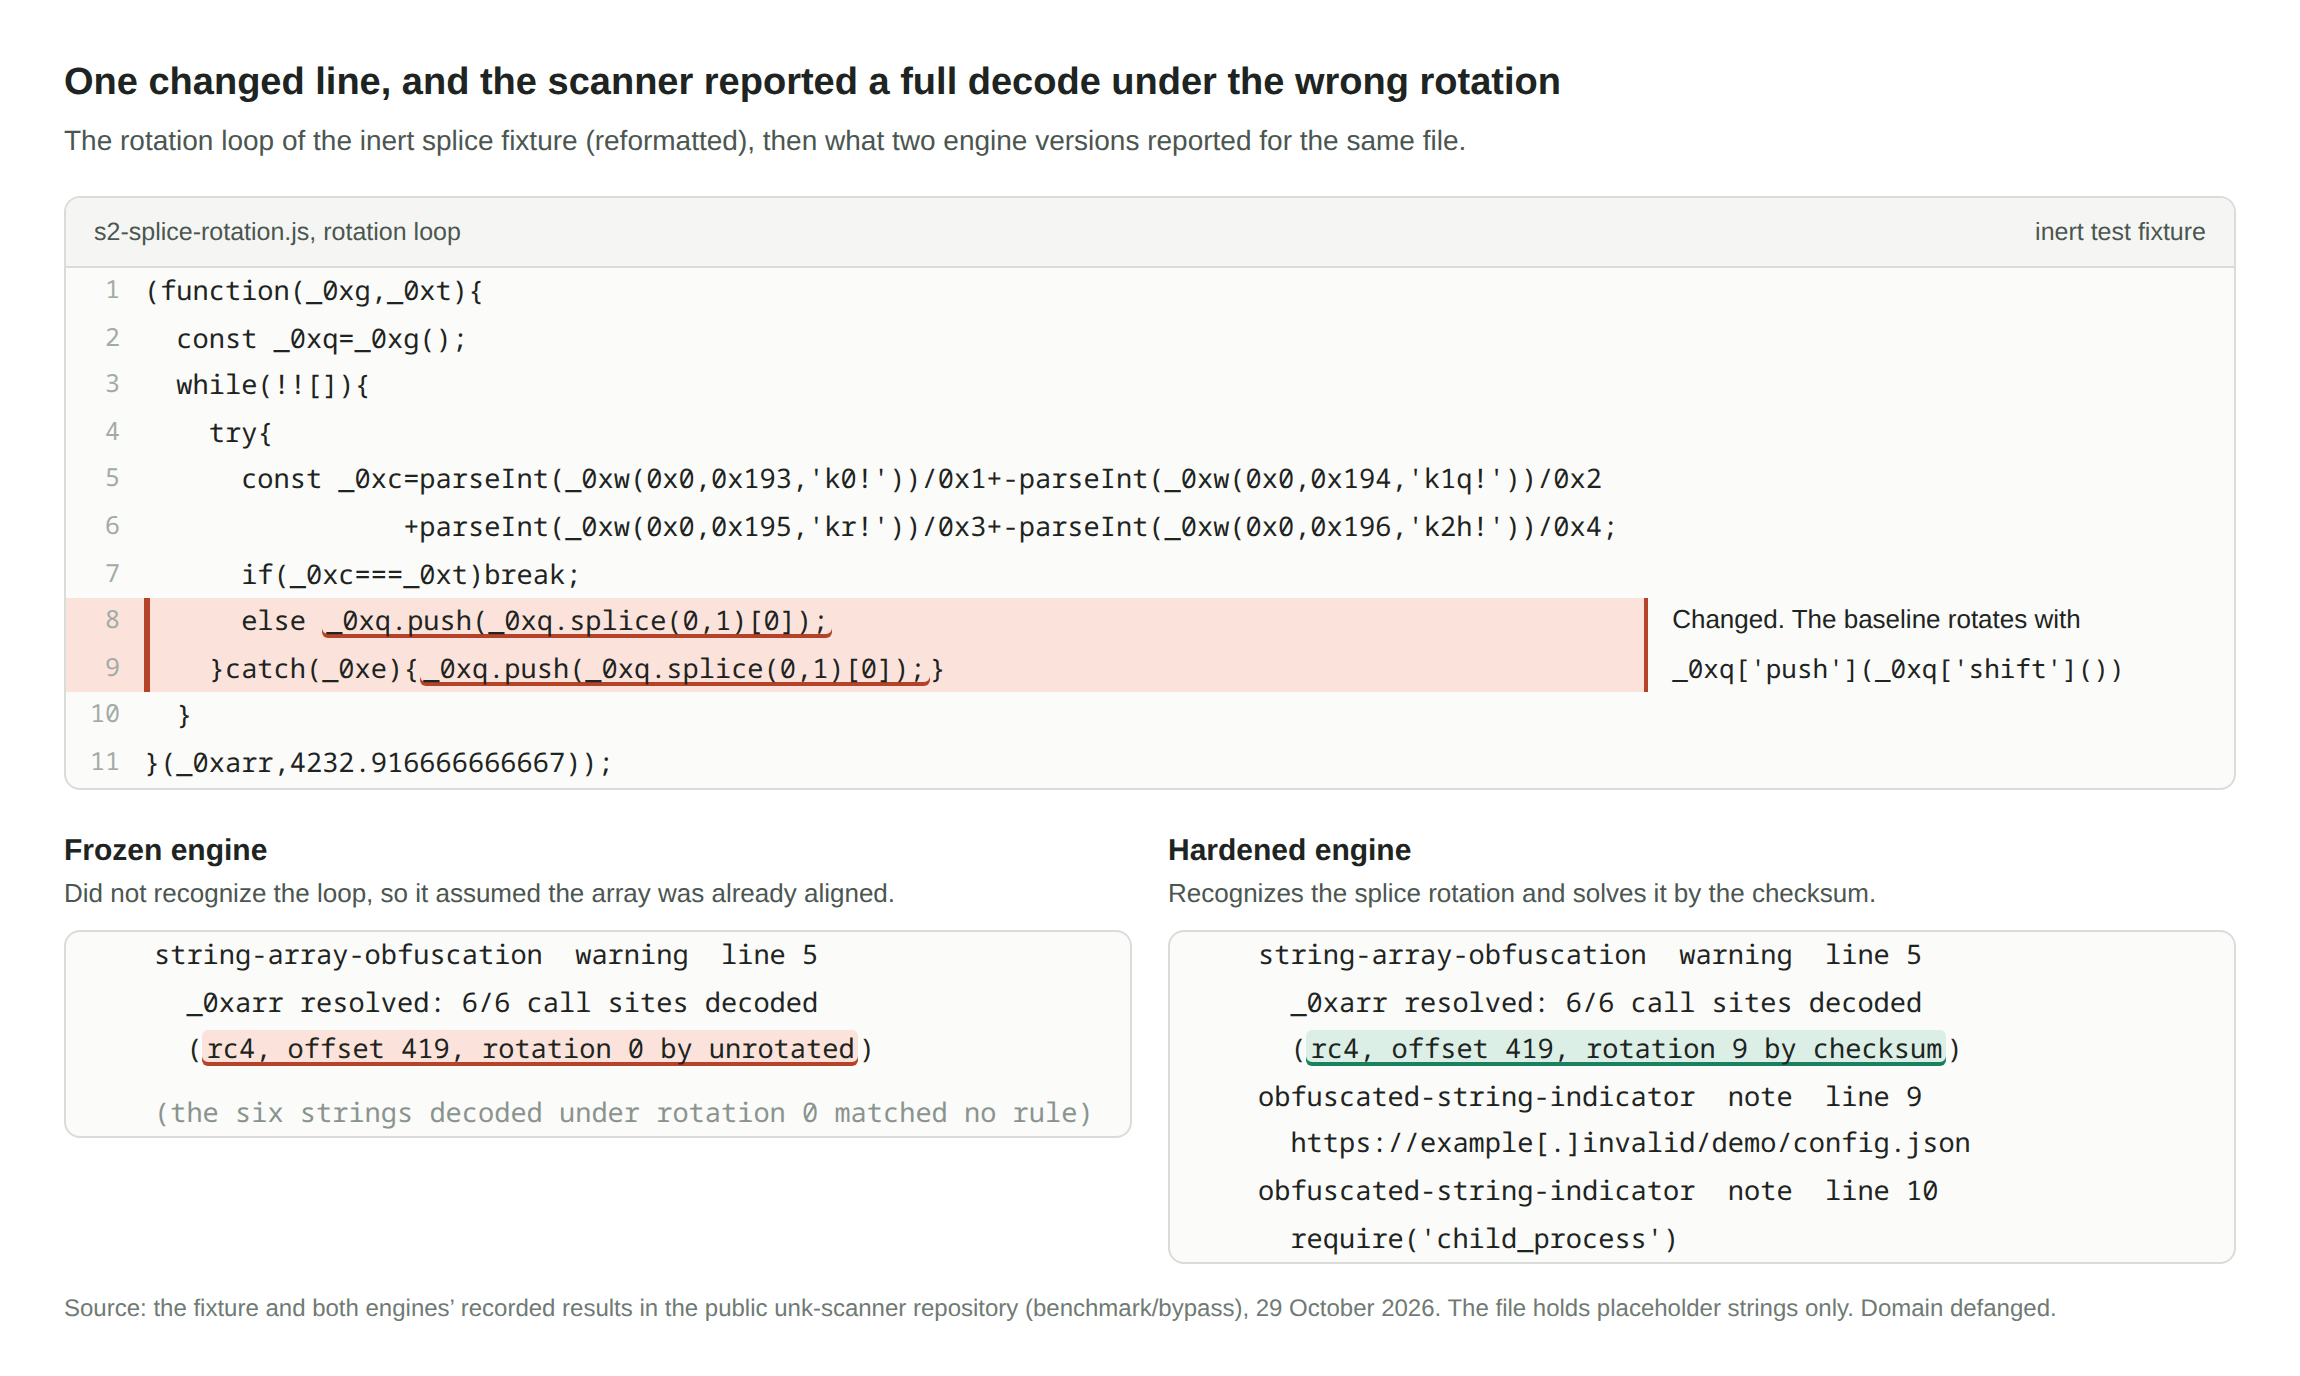 One changed line, and the scanner reported a full decode under the wrong rotation
The rotation loop of the inert splice fixture (reformatted), then what two engine versions reported for the same file.
s2-splice-rotation.js, rotation loop
inert test fixture
1 (function(_0xg,_0xt){
2   const _0xq=_0xg();
3   while(!![]){
4     try{
5       const _0xc=parseInt(_0xw(0x0,0x193,'k0!'))/0x1+-parseInt(_0xw(0x0,0x194,'k1q!'))/0x2
6                 +parseInt(_0xw(0x0,0x195,'kr!'))/0x3+-parseInt(_0xw(0x0,0x196,'k2h!'))/0x4;
7       if(_0xc===_0xt)break;
8       else _0xq.push(_0xq.splice(0,1)[0]);
9     }catch(_0xe){_0xq.push(_0xq.splice(0,1)[0]);}
Changed. The baseline rotates with
_0xq['push'](_0xq['shift']())
10   }
11 }(_0xarr,4232.916666666667));
Frozen engine
Did not recognize the loop, so it assumed the array was already aligned.
string-array-obfuscation  warning  line 5
  _0xarr resolved: 6/6 call sites decoded
  (rc4, offset 419, rotation 0 by unrotated)
(the six strings decoded under rotation 0 matched no rule)
Hardened engine
Recognizes the splice rotation and solves it by the checksum.
string-array-obfuscation  warning  line 5
  _0xarr resolved: 6/6 call sites decoded
  (rc4, offset 419, rotation 9 by checksum)
obfuscated-string-indicator  note  line 9
  https://example[.]invalid/demo/config.json
obfuscated-string-indicator  note  line 10
  require('child_process')
Source: the fixture and both engines’ recorded results in the public unk-scanner repository (benchmark/bypass), 29 October 2026. The file holds placeholder strings only. Domain defanged.